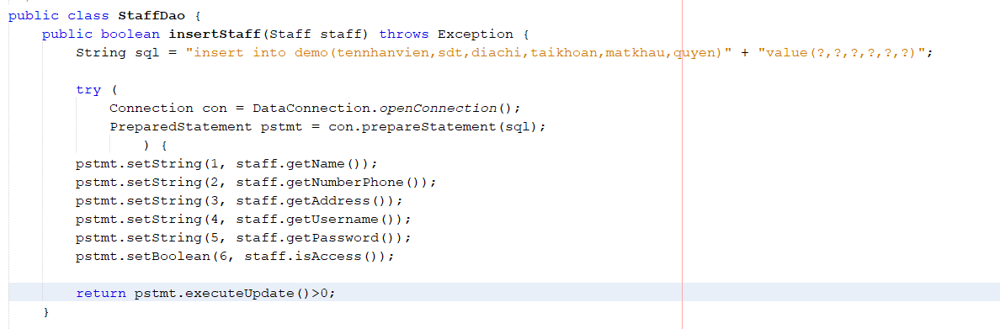 public class StaffDao {
    public boolean insertStaff(Staff staff) throws Exception {
        String sql = "insert into demo(tennhanvien,sdt,diachi,taikhoan,matkhau,quyen)" + "value(?,?,?,?,?,?)";
        try (
            Connection con = DataConnection.openConnection();
            PreparedStatement pstmt = con.prepareStatement(sql);
                ) {
        pstmt.setString(1, staff.getName());
        pstmt.setString(2, staff.getNumberPhone());
        pstmt.setString(3, staff.getAddress());
        pstmt.setString(4, staff.getUsername());
        pstmt.setString(5, staff.getPassword());
        pstmt.setBoolean(6, staff.isAccess());
        return pstmt.executeUpdate()>0;
    }